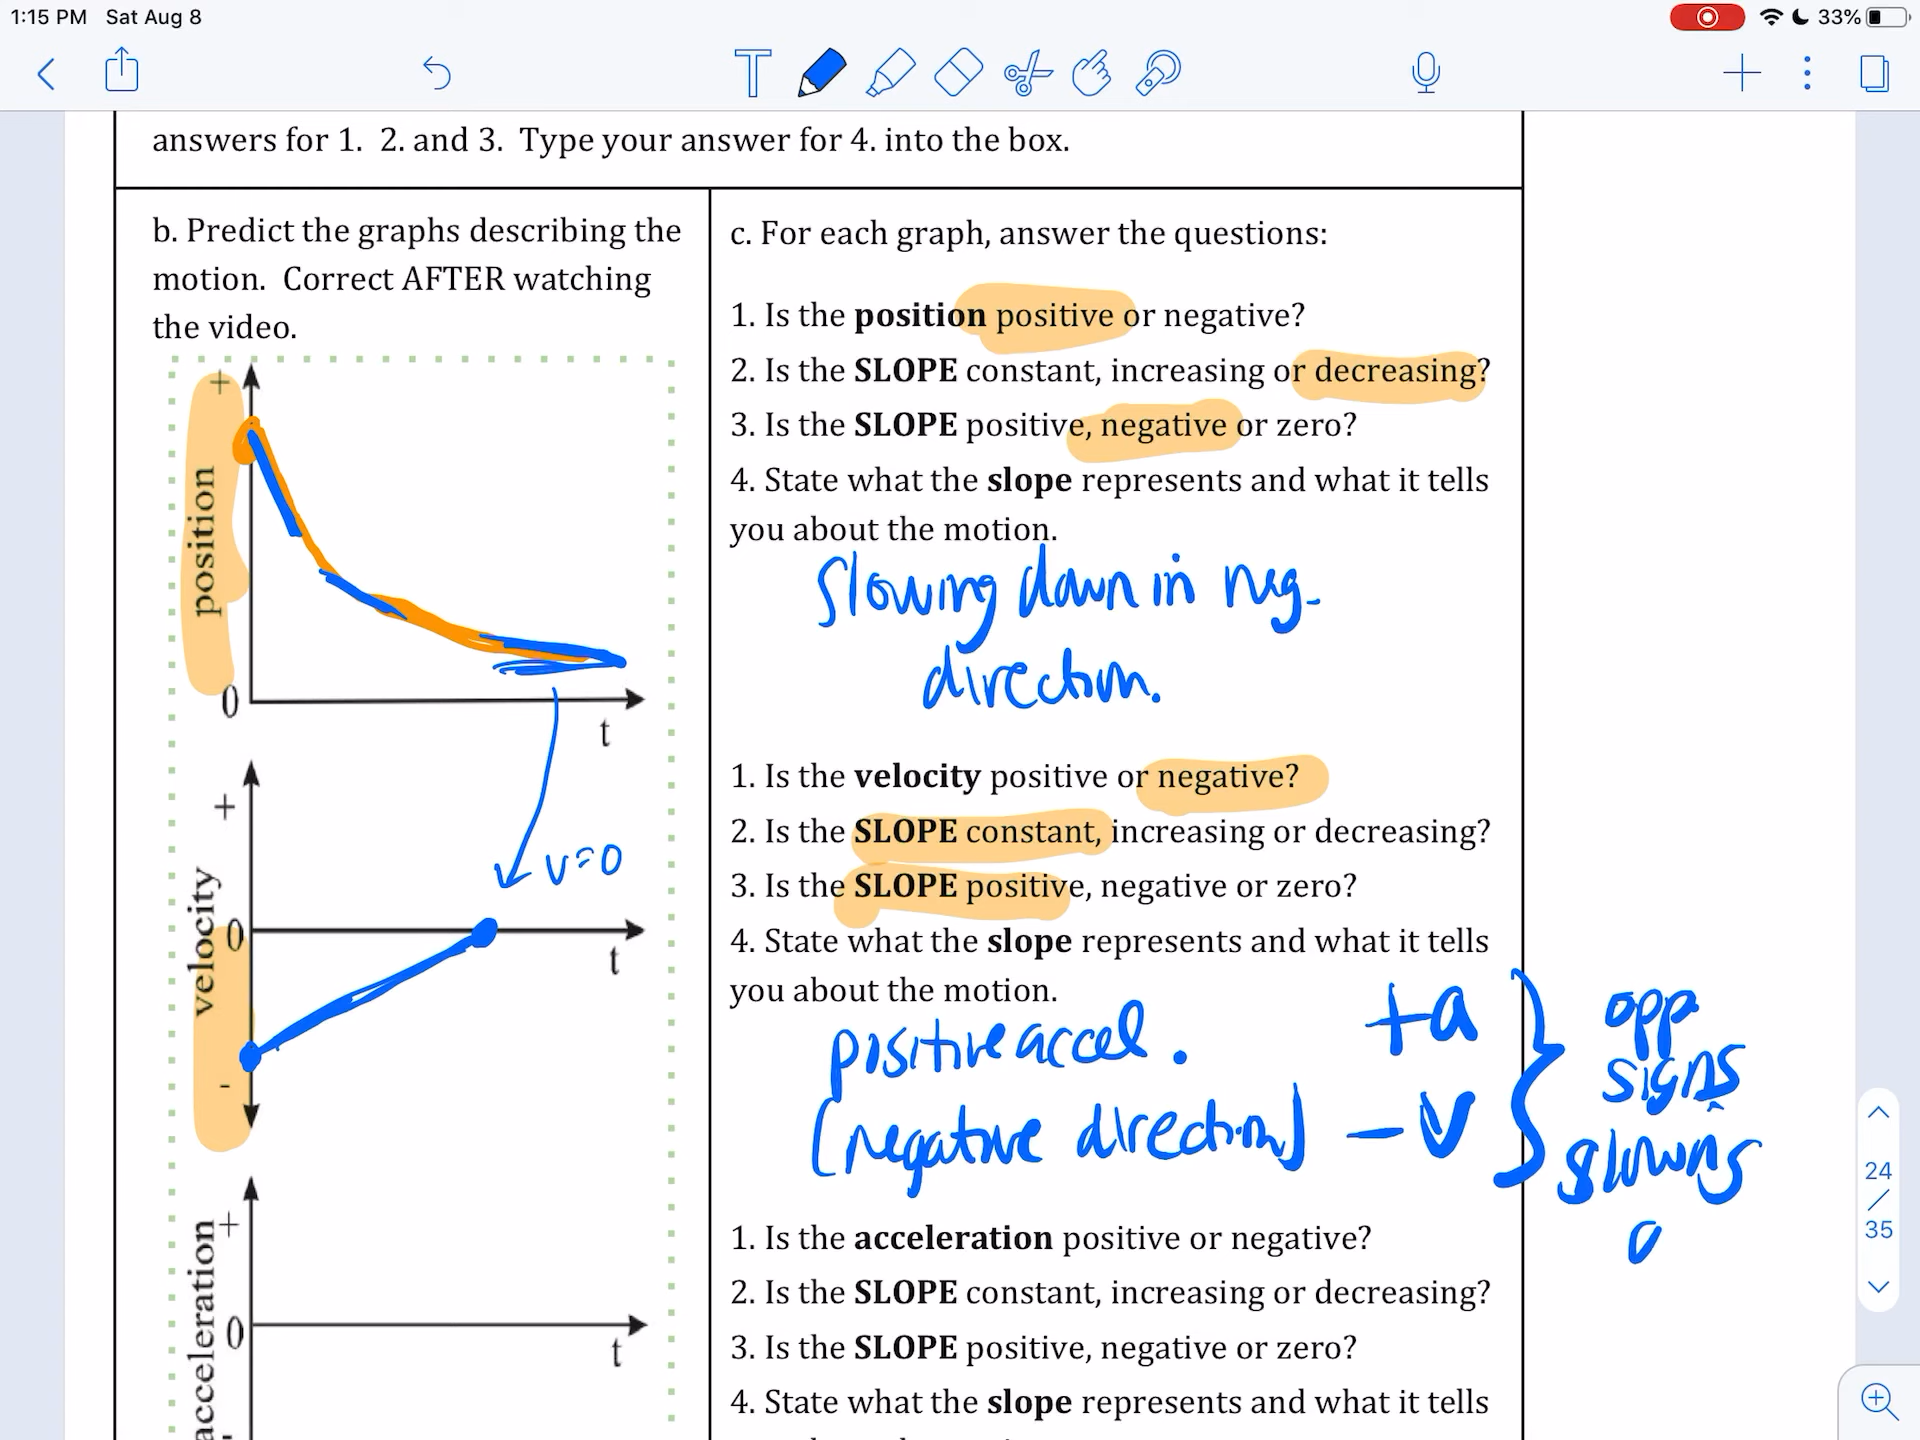 1:15 PM Sat Aug 8
33%
answers for 1. 2. and 3. Type your answer for 4. into the box.
b. Predict the graphs describing the
motion. Correct AFTER watching
the video.
+
position
0
t
+
velocity
0
t
-
v=0
+
acceleration
0
t
-
c. For each graph, answer the questions:
1. Is the position positive or negative?
2. Is the SLOPE constant, increasing or decreasing?
3. Is the SLOPE positive, negative or zero?
4. State what the slope represents and what it tells
you about the motion.
Slowing down in neg.
direction.
1. Is the velocity positive or negative?
2. Is the SLOPE constant, increasing or decreasing?
3. Is the SLOPE positive, negative or zero?
4. State what the slope represents and what it tells
you about the motion.
positive accel.
(negative direction)
+a
-v
opp
signs
slowing
1. Is the acceleration positive or negative?
2. Is the SLOPE constant, increasing or decreasing?
3. Is the SLOPE positive, negative or zero?
4. State what the slope represents and what it tells
24
/
35